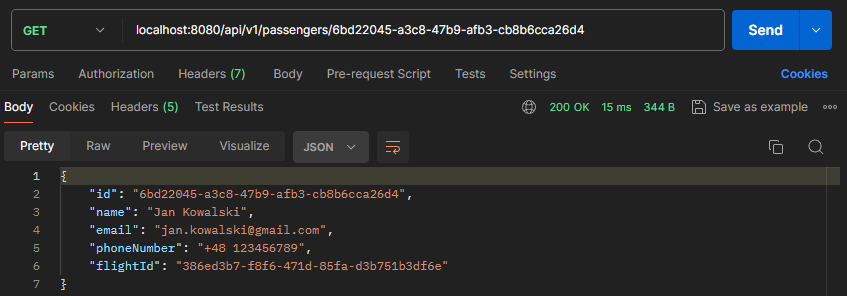 GET localhost:8080/api/v1/passengers/6bd22045-a3c8-47b9-afb3-cb8b6cca26d4 Send
Params Authorization Headers (7) Body Pre-request Script Tests Settings Cookies
Body Cookies Headers (5) Test Results 200 OK 15 ms 344 B Save as example
Pretty Raw Preview Visualize JSON
1 {
2 "id": "6bd22045-a3c8-47b9-afb3-cb8b6cca26d4",
3 "name": "Jan Kowalski",
4 "email": "jan.kowalski@gmail.com",
5 "phoneNumber": "+48 123456789",
6 "flightId": "386ed3b7-f8f6-471d-85fa-d3b751b3df6e"
7 }